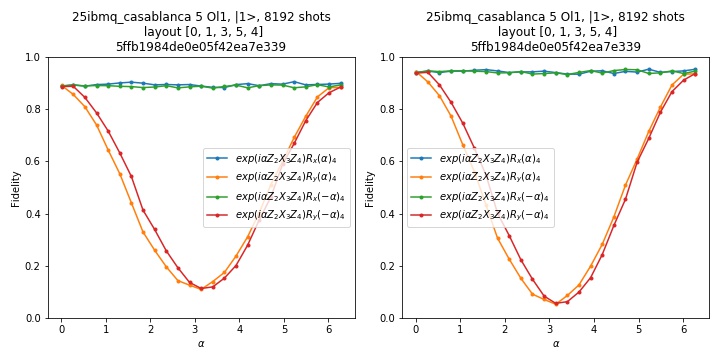 25ibmq_casablanca 5 Ol1, |1>, 8192 shots
layout [0, 1, 3, 5, 4]
5ffb1984de0e05f42ea7e339
Fidelity
1.0
0.8
0.6
0.4
0.2
0.0
exp(iαZ₂X₃Z₄)Rₓ(α)₄
exp(iαZ₂X₃Z₄)Rᵧ(α)₄
exp(iαZ₂X₃Z₄)Rₓ(−α)₄
exp(iαZ₂X₃Z₄)Rᵧ(−α)₄
0 1 2 3 4 5 6
α
25ibmq_casablanca 5 Ol1, |1>, 8192 shots
layout [0, 1, 3, 5, 4]
5ffb1984de0e05f42ea7e339
Fidelity
1.0
0.8
0.6
0.4
0.2
0.0
exp(iαZ₂X₃Z₄)Rₓ(α)₄
exp(iαZ₂X₃Z₄)Rᵧ(α)₄
exp(iαZ₂X₃Z₄)Rₓ(−α)₄
exp(iαZ₂X₃Z₄)Rᵧ(−α)₄
0 1 2 3 4 5 6
α